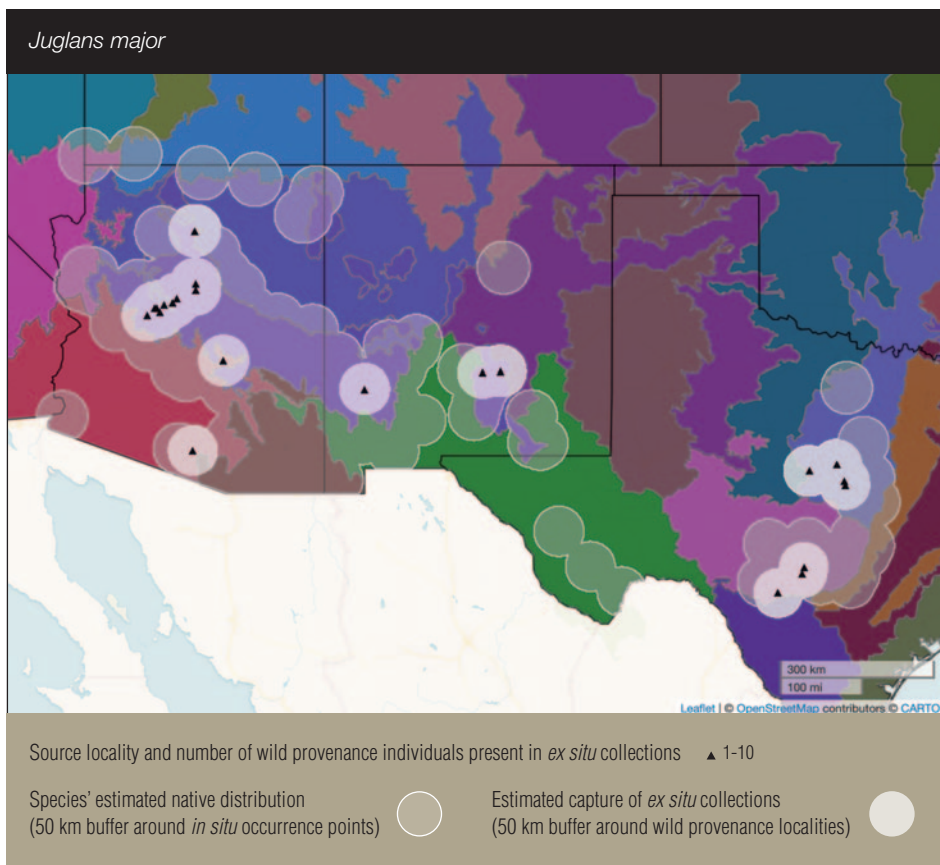 Juglans major
300 km
100 mi
Leaflet | © OpenStreetMap contributors © CARTO
Source locality and number of wild provenance individuals present in ex situ collections ▲ 1-10
Species’ estimated native distribution
(50 km buffer around in situ occurrence points)
Estimated capture of ex situ collections
(50 km buffer around wild provenance localities)